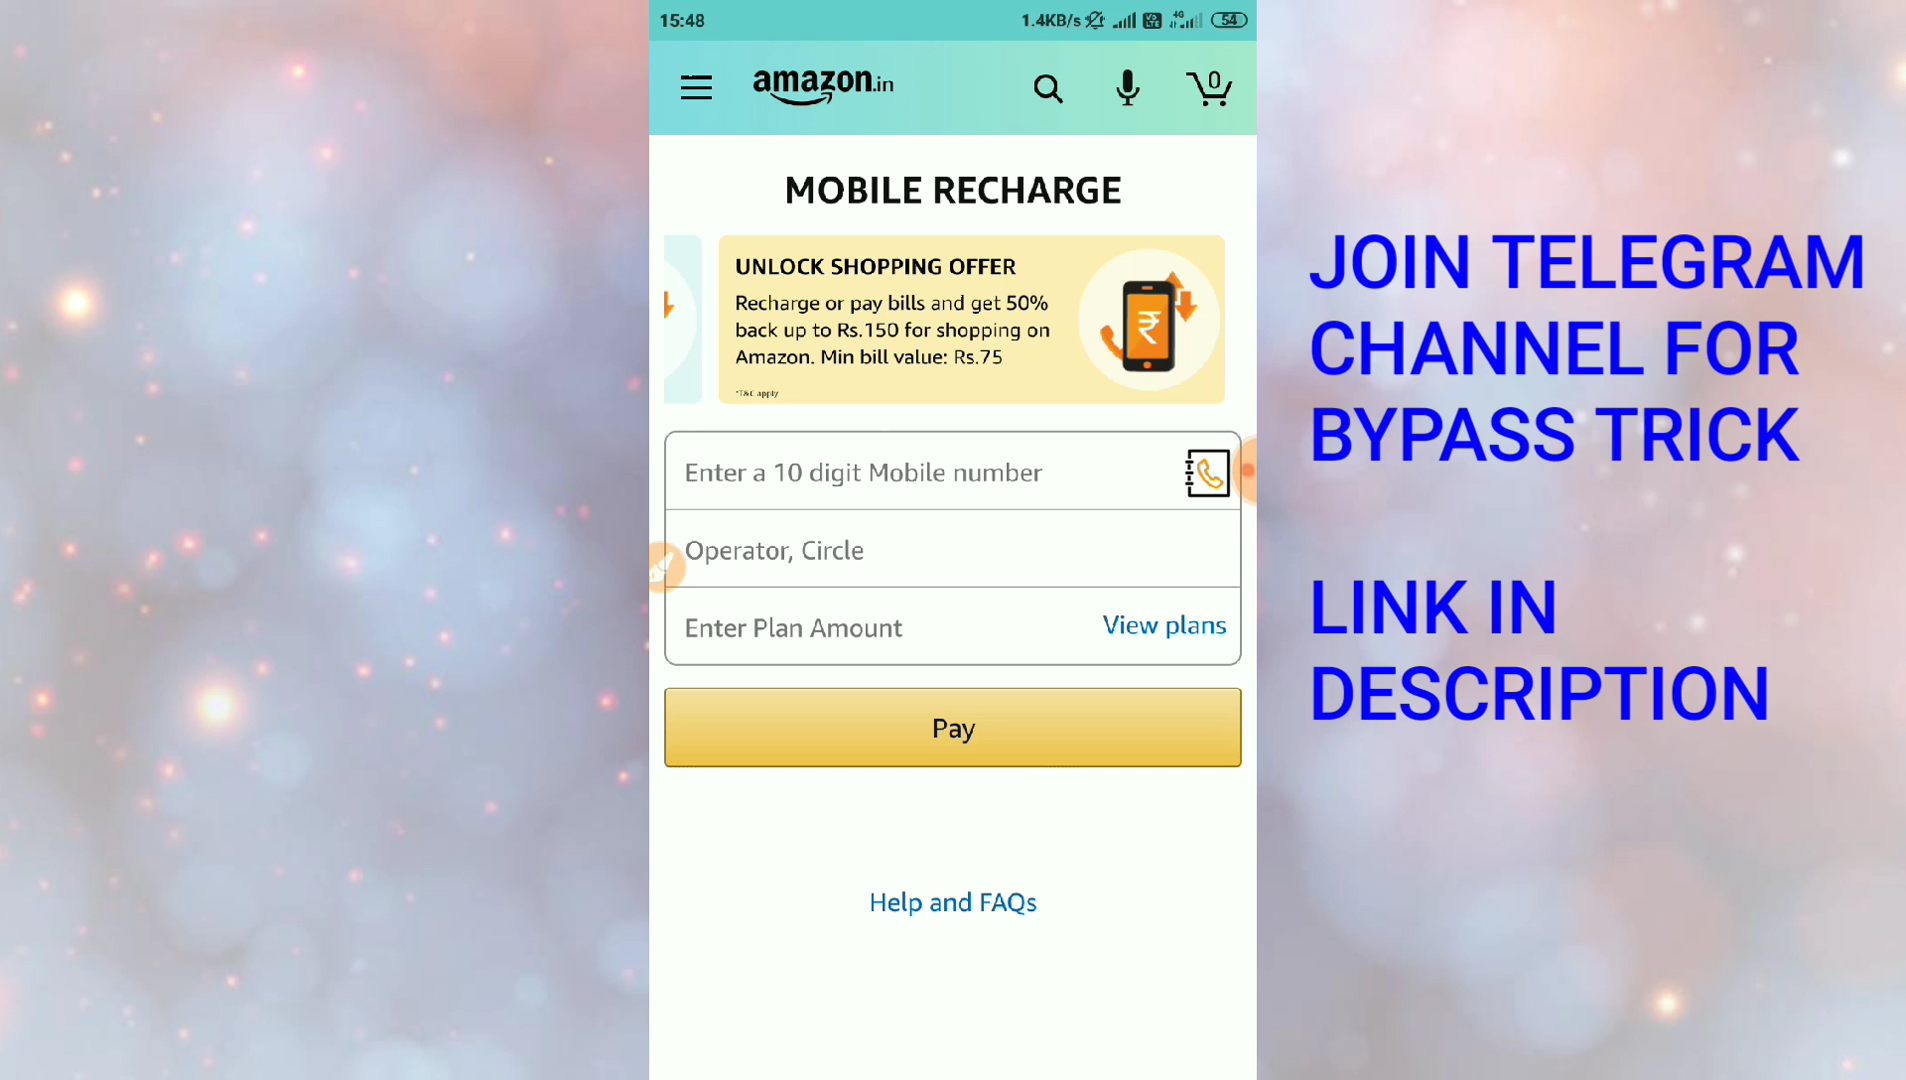 15:48
1.4KB/s
4G
54
amazon.in
0
MOBILE RECHARGE
UNLOCK SHOPPING OFFER
Recharge or pay bills and get 50%
back up to Rs.150 for shopping on
Amazon. Min bill value: Rs.75
*T&C apply
Enter a 10 digit Mobile number
Operator, Circle
Enter Plan Amount
View plans
Pay
Help and FAQs
JOIN TELEGRAM
CHANNEL FOR
BYPASS TRICK
LINK IN
DESCRIPTION